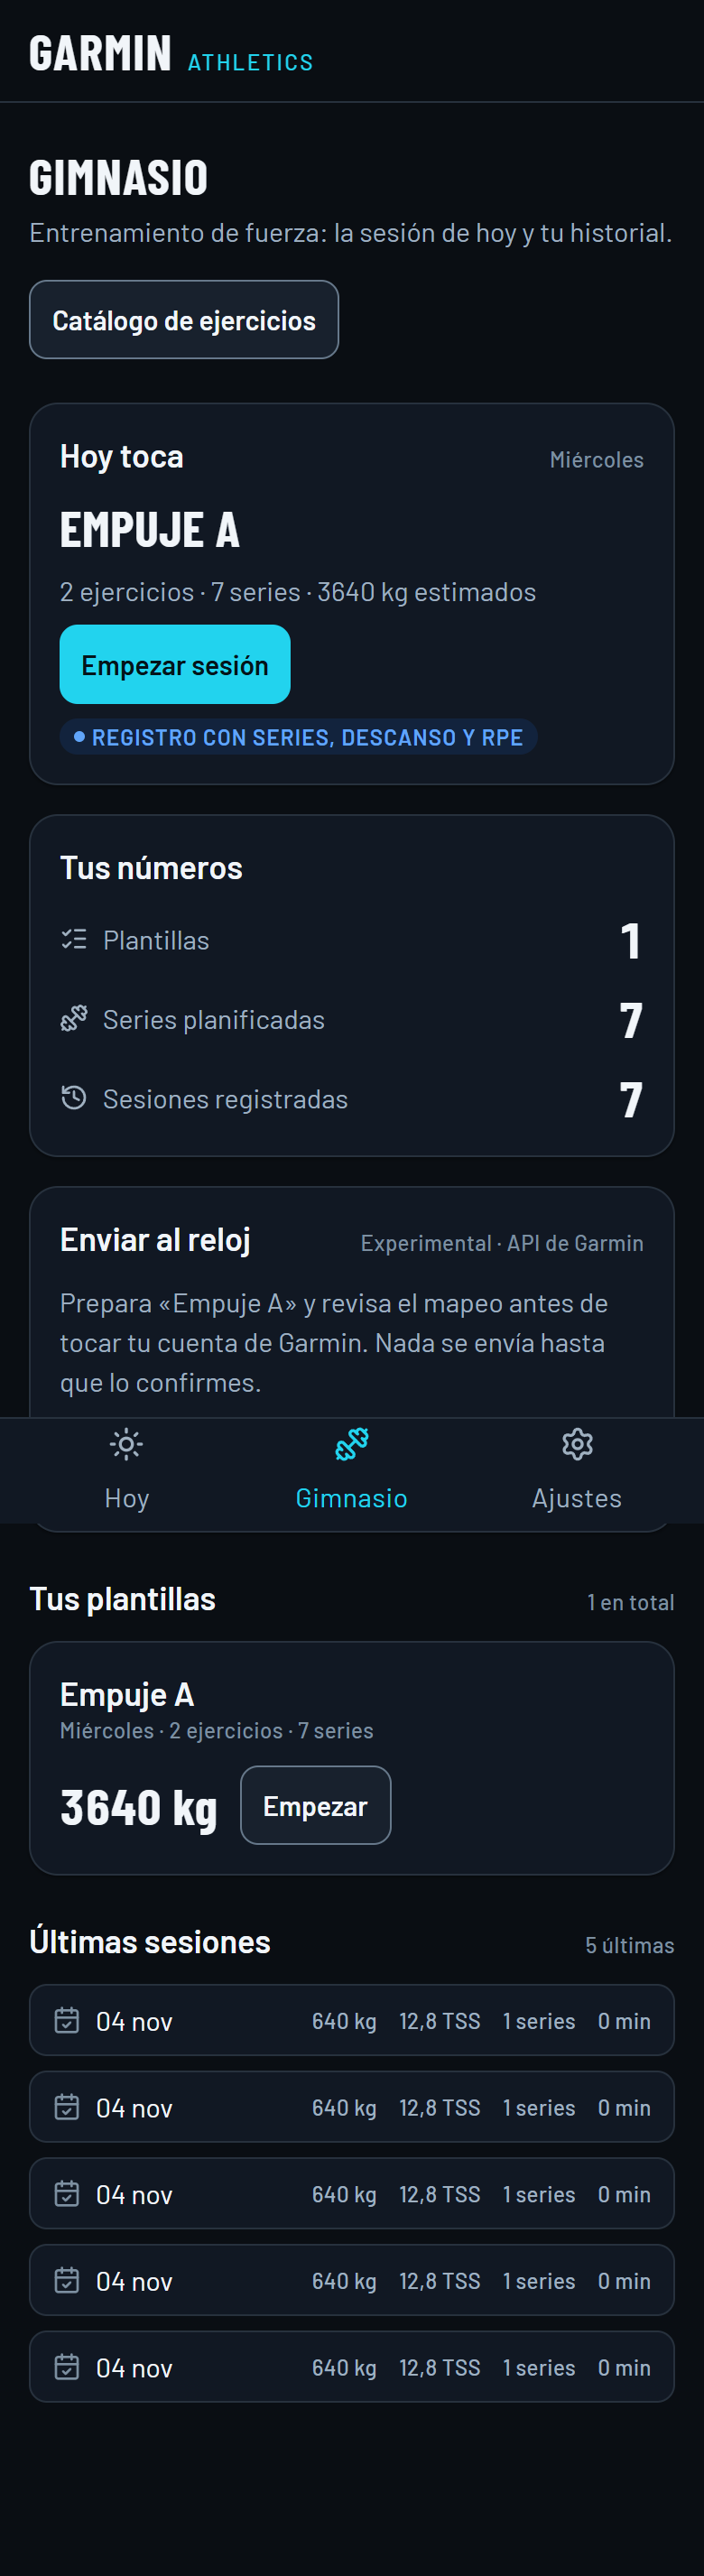 GARMIN ATHLETICS
GIMNASIO
Entrenamiento de fuerza: la sesión de hoy y tu historial.
Catálogo de ejercicios
Hoy toca Miércoles
EMPUJE A
2 ejercicios · 7 series · 3640 kg estimados
Empezar sesión
REGISTRO CON SERIES, DESCANSO Y RPE
Tus números
Plantillas 1
Series planificadas 7
Sesiones registradas 7
Enviar al reloj Experimental · API de Garmin
Prepara «Empuje A» y revisa el mapeo antes de
tocar tu cuenta de Garmin. Nada se envía hasta
que lo confirmes.
Hoy Gimnasio Ajustes
Tus plantillas 1 en total
Empuje A
Miércoles · 2 ejercicios · 7 series
3640 kg Empezar
Últimas sesiones 5 últimas
04 nov 640 kg 12,8 TSS 1 series 0 min
04 nov 640 kg 12,8 TSS 1 series 0 min
04 nov 640 kg 12,8 TSS 1 series 0 min
04 nov 640 kg 12,8 TSS 1 series 0 min
04 nov 640 kg 12,8 TSS 1 series 0 min